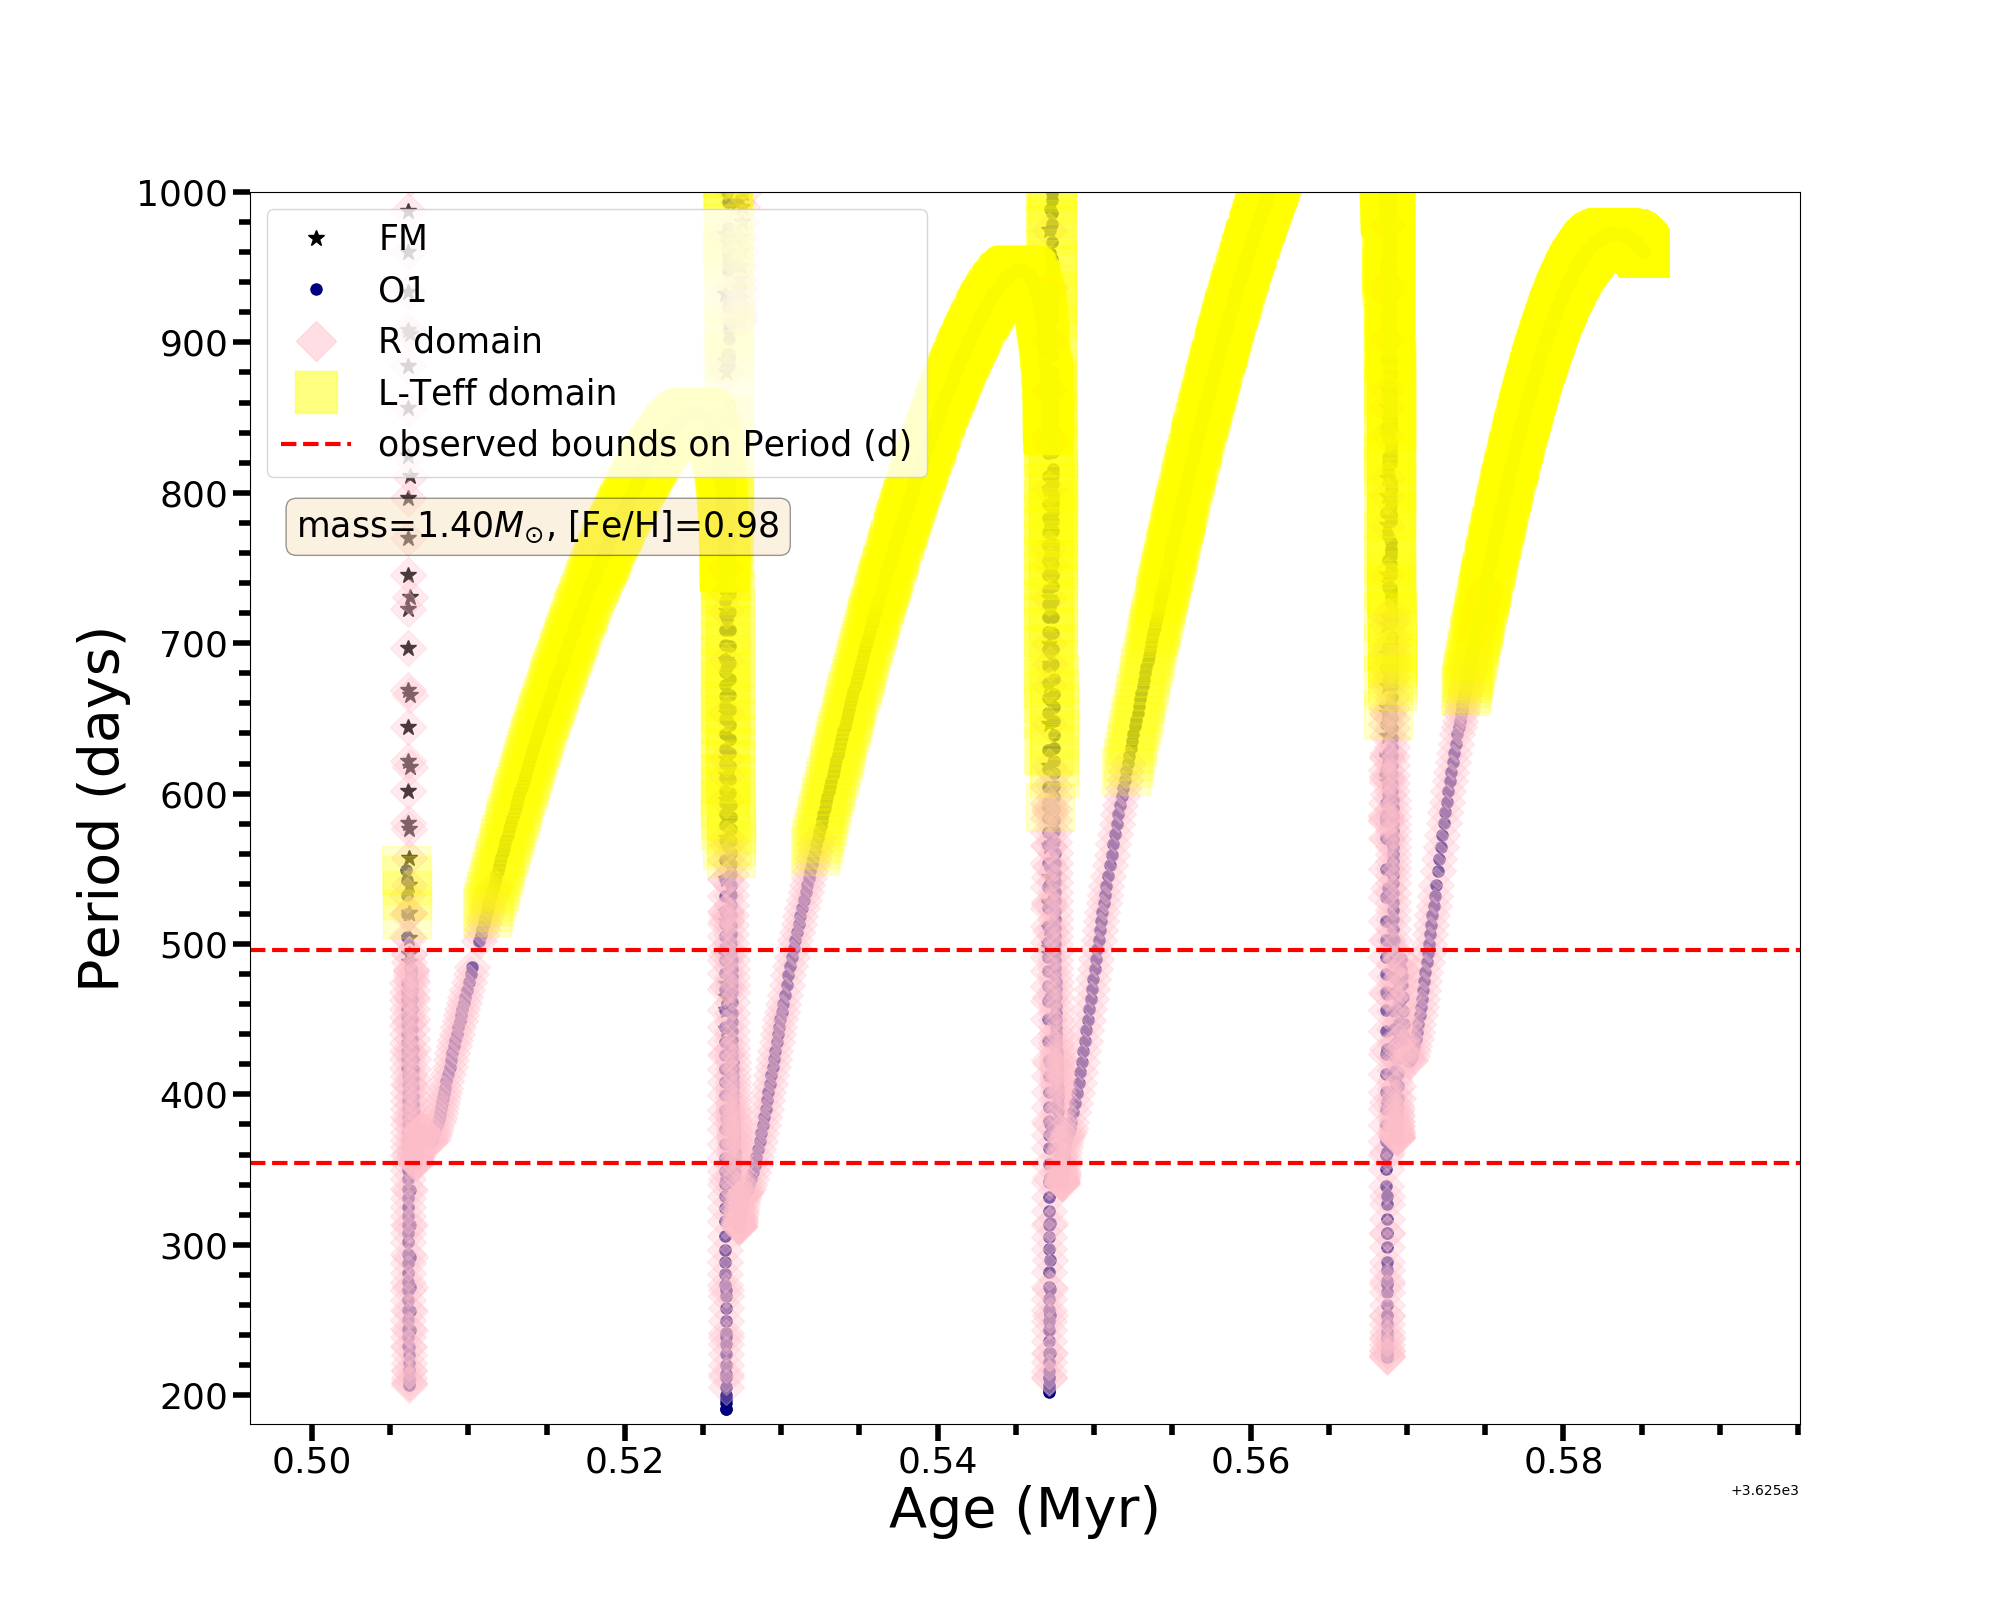 1000
900
800
700
600
500
400
300
200
Period (days)
FM
O1
R domain
L-Teff domain
observed bounds on Period (d)
mass=1.40M⊙, [Fe/H]=0.98
0.50 0.52 0.54 0.56 0.58
+3.625e3
Age (Myr)